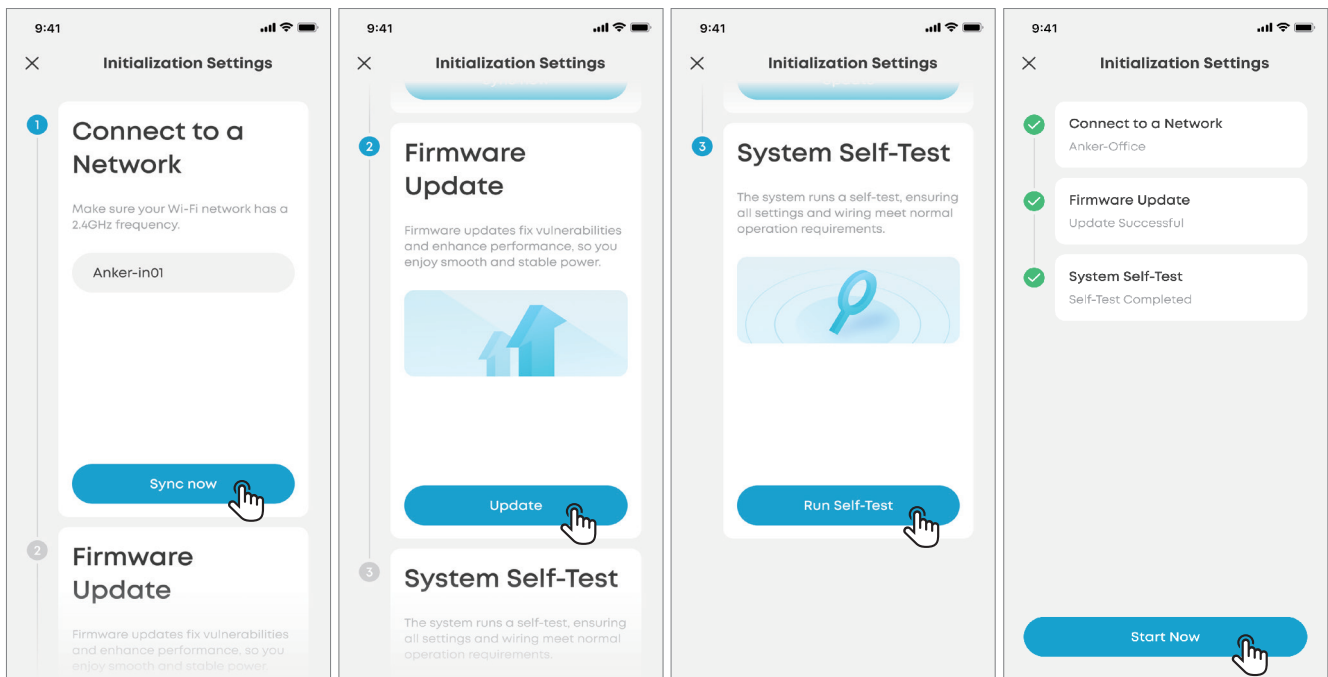 9:41
Initialization Settings
1
Connect to a
Network
Make sure your Wi-Fi network has a
2.4GHz frequency.
Anker-in01
Sync now
2
Firmware
Update
Firmware updates fix vulnerabilities
and enhance performance, so you
enjoy smooth and stable power.
9:41
Initialization Settings
2
Firmware
Update
Firmware updates fix vulnerabilities
and enhance performance, so you
enjoy smooth and stable power.
Update
3
System Self-Test
The system runs a self-test, ensuring
all settings and wiring meet normal
operation requirements.
9:41
Initialization Settings
3
System Self-Test
The system runs a self-test, ensuring
all settings and wiring meet normal
operation requirements.
Run Self-Test
9:41
Initialization Settings
Connect to a Network
Anker-Office
Firmware Update
Update Successful
System Self-Test
Self-Test Completed
Start Now